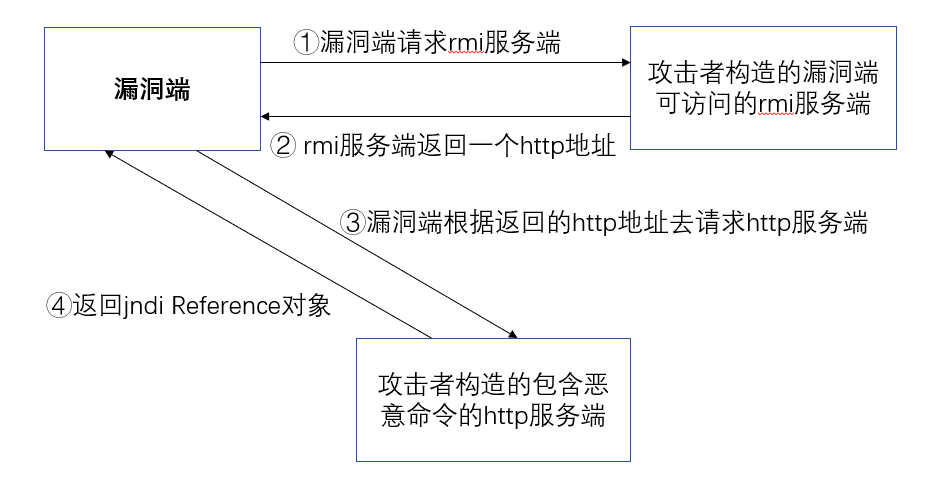 ①漏洞端请求rmi服务端
漏洞端
攻击者构造的漏洞端
可访问的rmi服务端
② rmi服务端返回一个http地址
③漏洞端根据返回的http地址去请求http服务端
④返回jndi Reference对象
攻击者构造的包含恶
意命令的http服务端